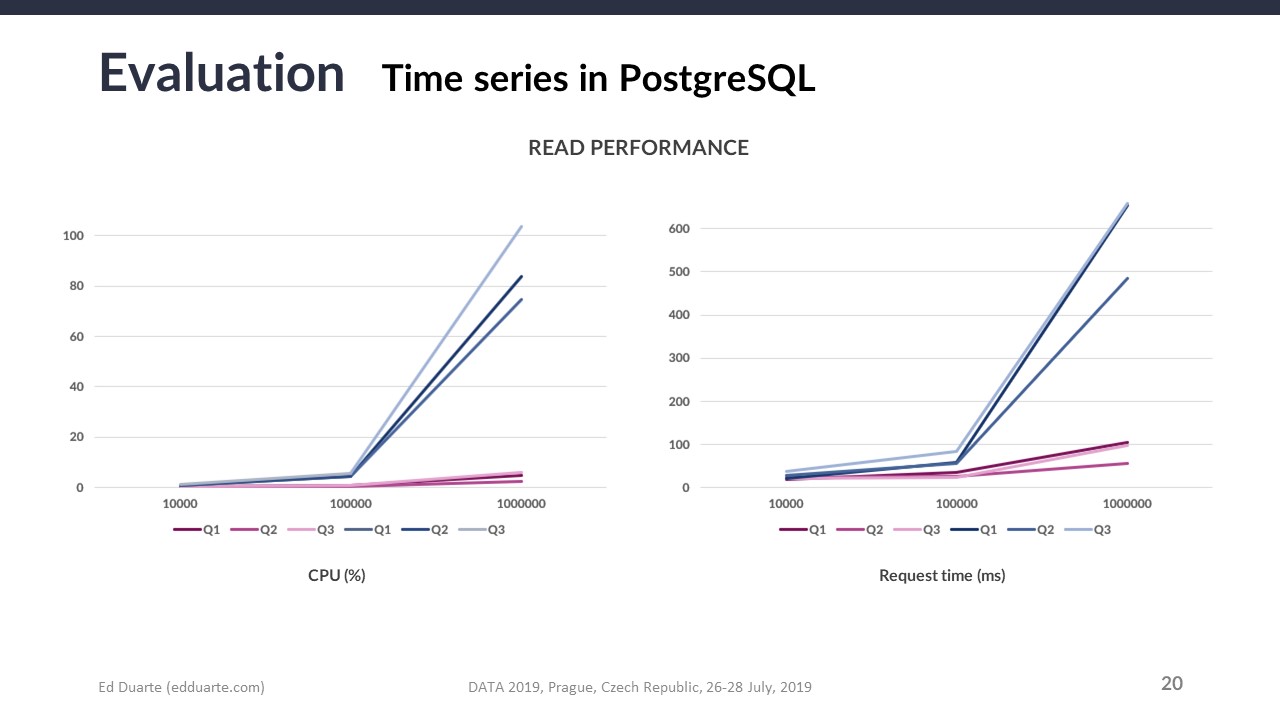 Evaluation Time series in PostgreSQL
READ PERFORMANCE
100
80
60
40
20
0
10000 100000 1000000
Q1 Q2 Q3 Q1 Q2 Q3
CPU (%)
600
500
400
300
200
100
0
10000 100000 1000000
Q1 Q2 Q3 Q1 Q2 Q3
Request time (ms)
Ed Duarte (edduarte.com) DATA 2019, Prague, Czech Republic, 26-28 July, 2019 20